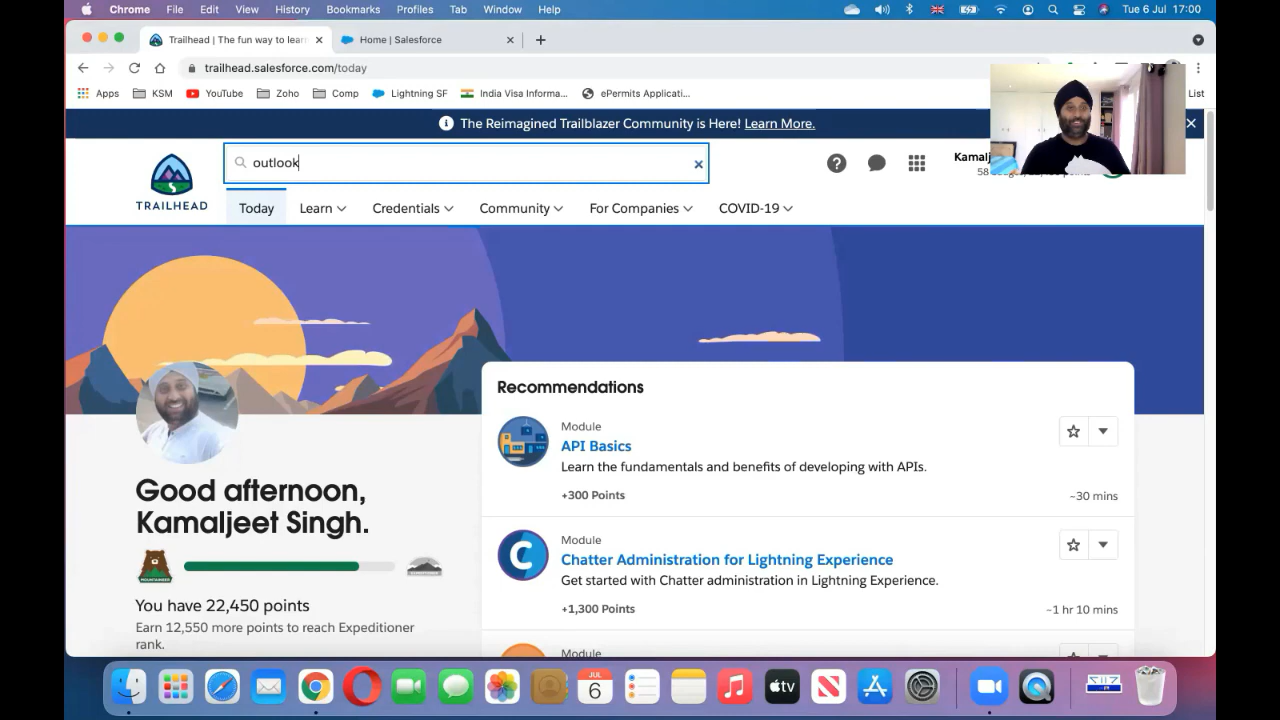 Chrome File Edit View History Bookmarks Profiles Tab Window Help Tue 6 Jul 17:00
Trailhead | The fun way to lear Home | Salesforce
trailhead.salesforce.com/today
Apps KSM YouTube Zoho Comp Lightning SF India Visa Informa... ePermits Applicati... List
The Reimagined Trailblazer Community is Here! Learn More.
outlook
Kamalj
TRAILHEAD
Today Learn Credentials Community For Companies COVID-19
Recommendations
Module
API Basics
Learn the fundamentals and benefits of developing with APIs.
+300 Points ~30 mins
Module
Chatter Administration for Lightning Experience
Get started with Chatter administration in Lightning Experience.
+1,300 Points ~1 hr 10 mins
Module
Good afternoon,
Kamaljeet Singh.
MOUNTAINEER
You have 22,450 points
Earn 12,550 more points to reach Expeditioner
rank.
JUL
6
tv